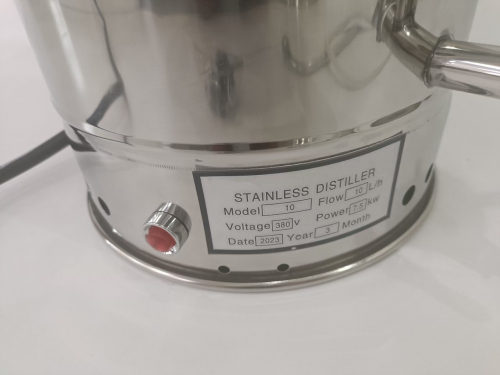 STAINLESS DISTILLER
Model 10 Flow 10 L/h
Voltage 380 V Power 7.5 kw
Date 2023 Year 3 Month